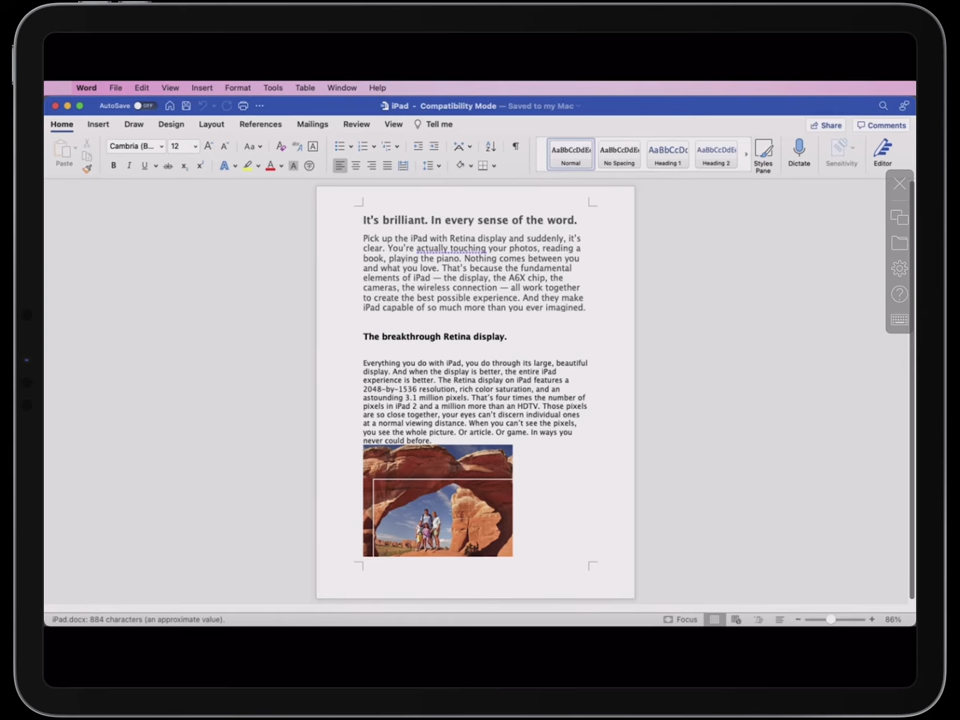 Word File Edit View Insert Format Tools Table Window Help
AutoSave OFF iPad - Compatibility Mode — Saved to my Mac
Home Insert Draw Design Layout References Mailings Review View Tell me Share Comments
Paste Cambria (B... 12 Aa AaBbCcDdEe Normal AaBbCcDdEe No Spacing AaBbCcDc Heading 1 AaBbCcDdEe Heading 2 Styles Pane Dictate Sensitivity Editor
B I U ab x A A A
It's brilliant. In every sense of the word.
Pick up the iPad with Retina display and suddenly, it's
clear. You're actually touching your photos, reading a
book, playing the piano. Nothing comes between you
and what you love. That's because the fundamental
elements of iPad — the display, the A6X chip, the
cameras, the wireless connection — all work together
to create the best possible experience. And they make
iPad capable of so much more than you ever imagined.
The breakthrough Retina display.
Everything you do with iPad, you do through its large, beautiful
display. And when the display is better, the entire iPad
experience is better. The Retina display on iPad features a
2048-by-1536 resolution, rich color saturation, and an
astounding 3.1 million pixels. That's four times the number of
pixels in iPad 2 and a million more than an HDTV. Those pixels
are so close together, your eyes can't discern individual ones
at a normal viewing distance. When you can't see the pixels,
you see the whole picture. Or article. Or game. In ways you
never could before.
iPad.docx: 884 characters (an approximate value). Focus 86%